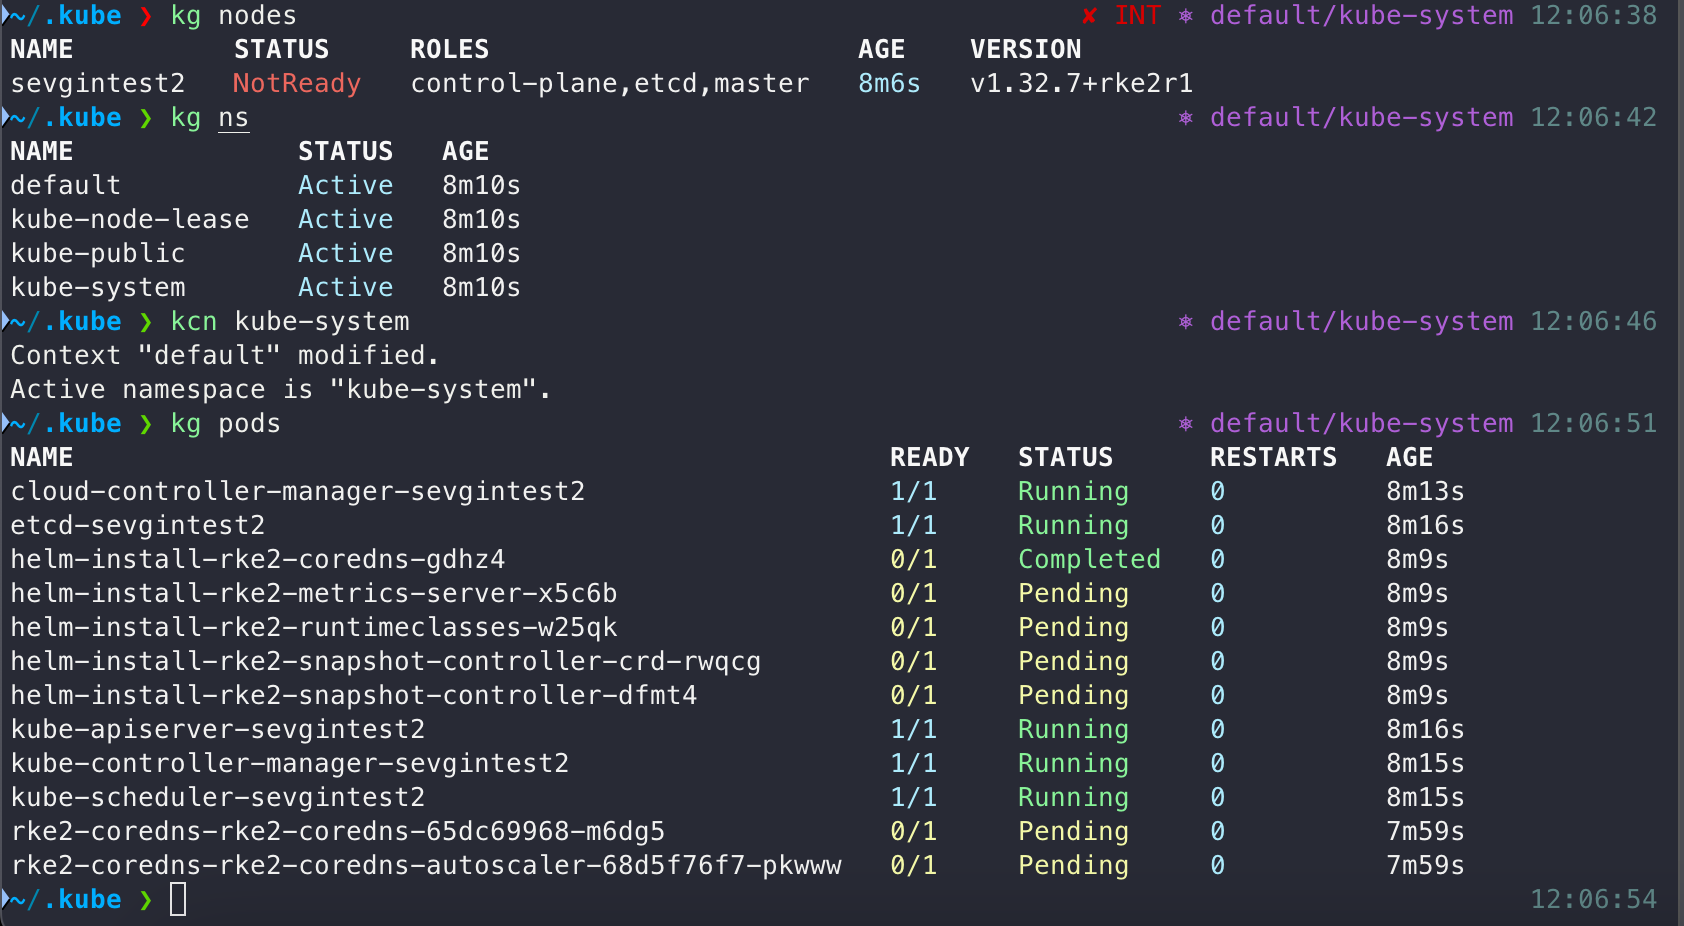 ~/.kube ❯ kg nodes ✘ INT ⎈ default/kube-system 12:06:38
NAME STATUS ROLES AGE VERSION
sevgintest2 NotReady control-plane,etcd,master 8m6s v1.32.7+rke2r1
~/.kube ❯ kg ns ⎈ default/kube-system 12:06:42
NAME STATUS AGE
default Active 8m10s
kube-node-lease Active 8m10s
kube-public Active 8m10s
kube-system Active 8m10s
~/.kube ❯ kcn kube-system ⎈ default/kube-system 12:06:46
Context "default" modified.
Active namespace is "kube-system".
~/.kube ❯ kg pods ⎈ default/kube-system 12:06:51
NAME READY STATUS RESTARTS AGE
cloud-controller-manager-sevgintest2 1/1 Running 0 8m13s
etcd-sevgintest2 1/1 Running 0 8m16s
helm-install-rke2-coredns-gdhz4 0/1 Completed 0 8m9s
helm-install-rke2-metrics-server-x5c6b 0/1 Pending 0 8m9s
helm-install-rke2-runtimeclasses-w25qk 0/1 Pending 0 8m9s
helm-install-rke2-snapshot-controller-crd-rwqcg 0/1 Pending 0 8m9s
helm-install-rke2-snapshot-controller-dfmt4 0/1 Pending 0 8m9s
kube-apiserver-sevgintest2 1/1 Running 0 8m16s
kube-controller-manager-sevgintest2 1/1 Running 0 8m15s
kube-scheduler-sevgintest2 1/1 Running 0 8m15s
rke2-coredns-rke2-coredns-65dc69968-m6dg5 0/1 Pending 0 7m59s
rke2-coredns-rke2-coredns-autoscaler-68d5f76f7-pkwww 0/1 Pending 0 7m59s
~/.kube ❯ 12:06:54